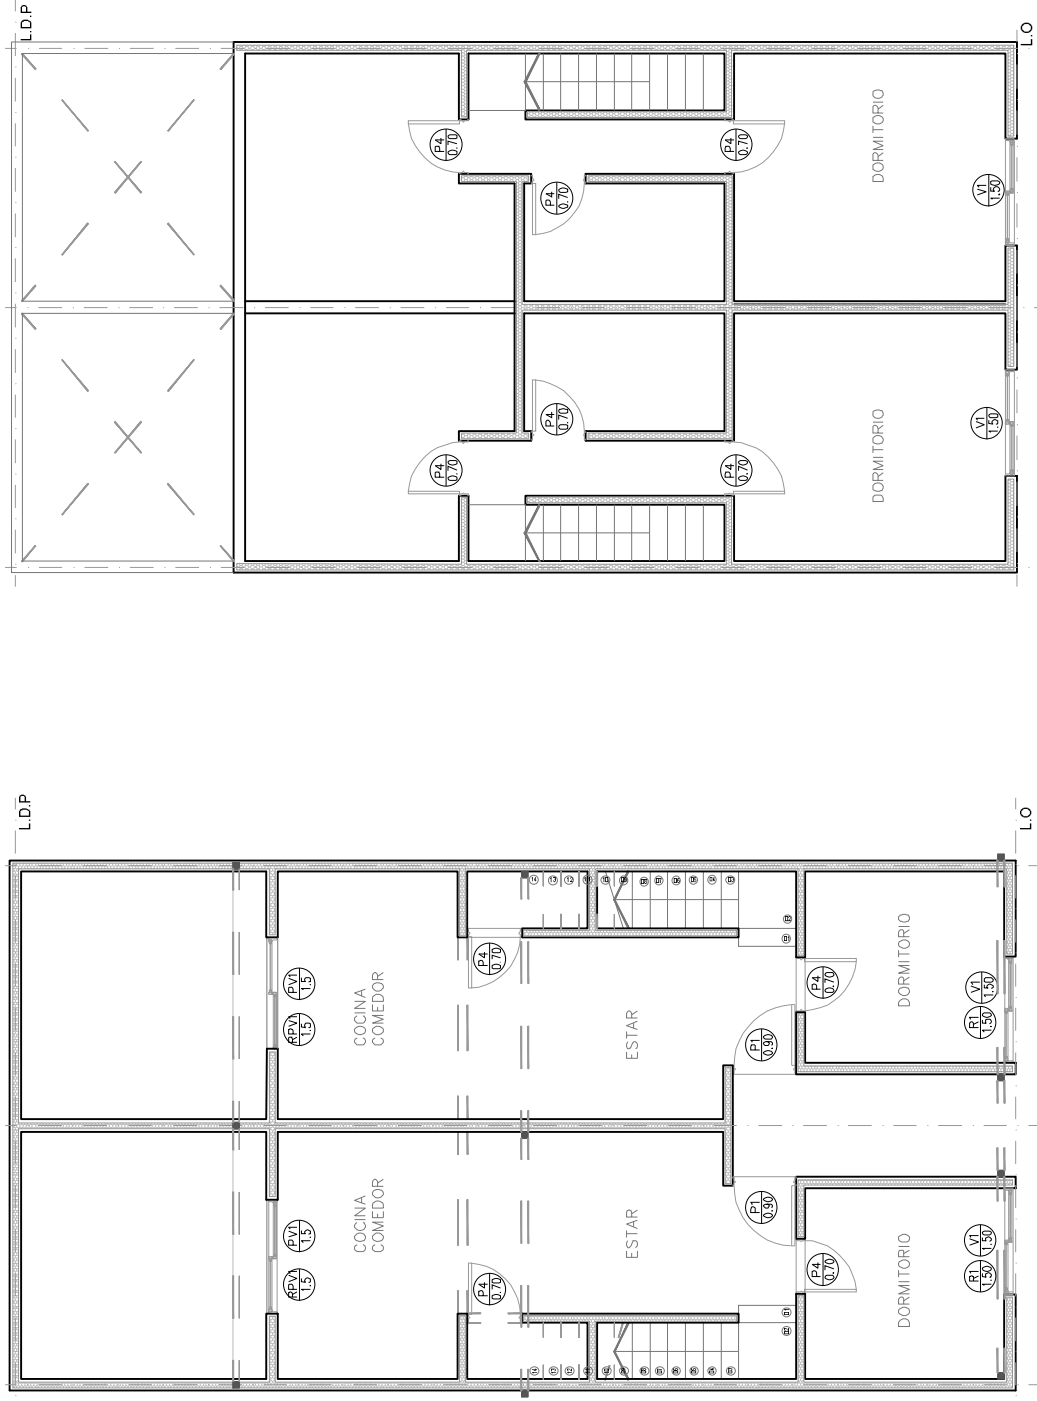 L.D.P
L.O
P4
0.70
P4
0.70
P4
0.70
DORMITORIO
V1
1.50
P4
0.70
P4
0.70
P4
0.70
DORMITORIO
V1
1.50
L.D.P
L.O
PV1
1.5
RPV1
1.5
COCINA
COMEDOR
P4
0.70
ESTAR
P1
0.90
P4
0.70
DORMITORIO
V1
1.50
R1
1.50
PV1
1.5
RPV1
1.5
COCINA
COMEDOR
P4
0.70
ESTAR
P1
0.90
P4
0.70
DORMITORIO
V1
1.50
R1
1.50